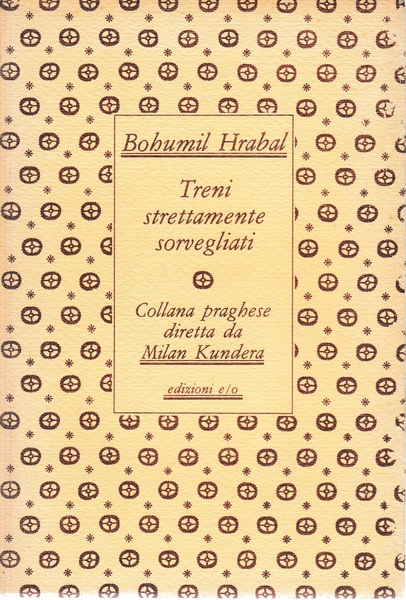 Bohumil Hrabal
Treni
strettamente
sorvegliati
Collana praghese
diretta da
Milan Kundera
edizioni e/o